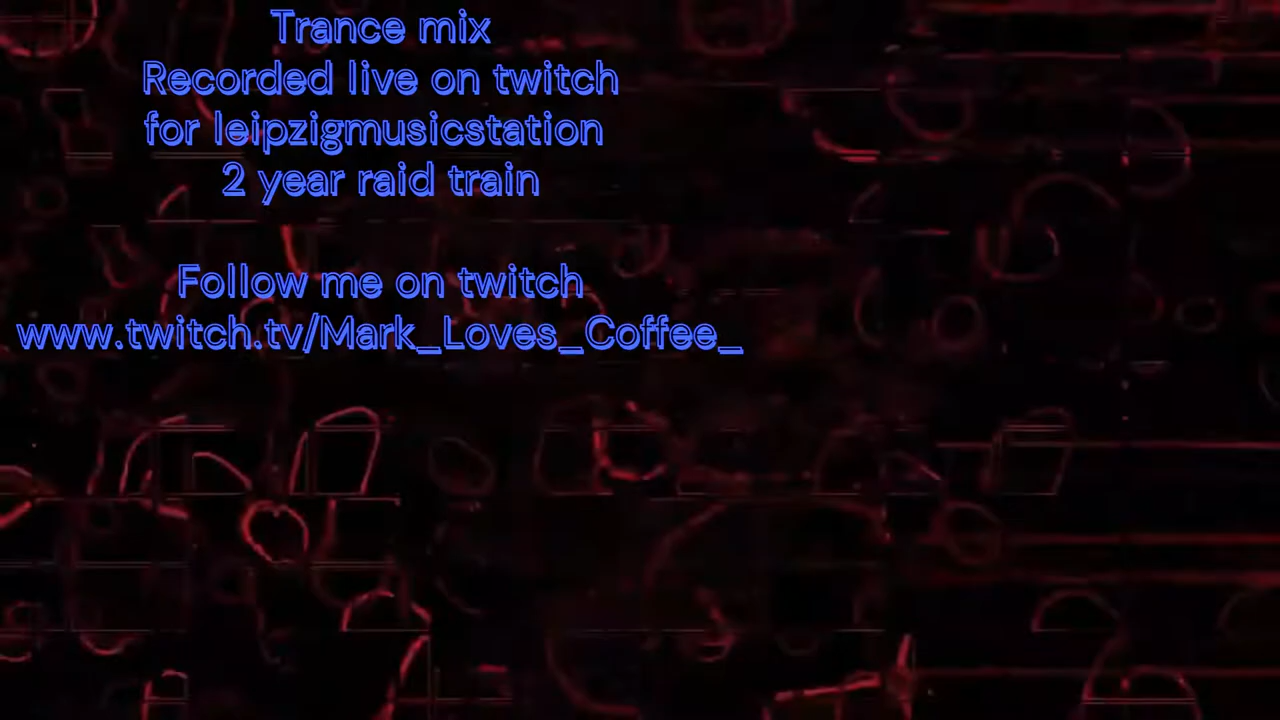 Trance mix
Recorded live on twitch
for leipzigmusicstation
2 year raid train
Follow me on twitch
www.twitch.tv/Mark_Loves_Coffee_